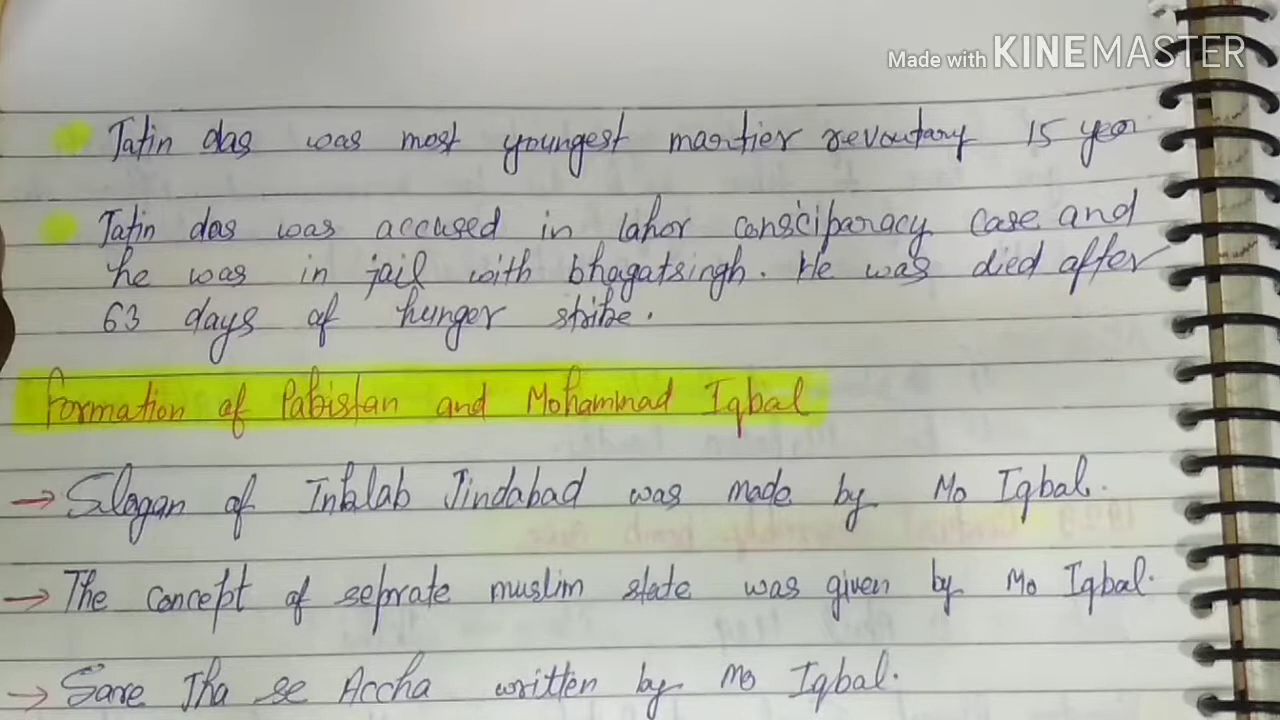 Made with KINEMASTER
Jatin das was most youngest martier revoutary 15 year
Jatin das was accused in lahor consciparacy case and
he was in jail with bhagatsingh. He was died after
63 days of hunger strike.
Formation of Pakistan and Mohammad Iqbal
→ Slogan of Inklab Jindabad was made by Mo Iqbal.
→ The concept of seprate muslim state was given by Mo Iqbal.
→ Sare Jha se Accha written by Mo Iqbal.